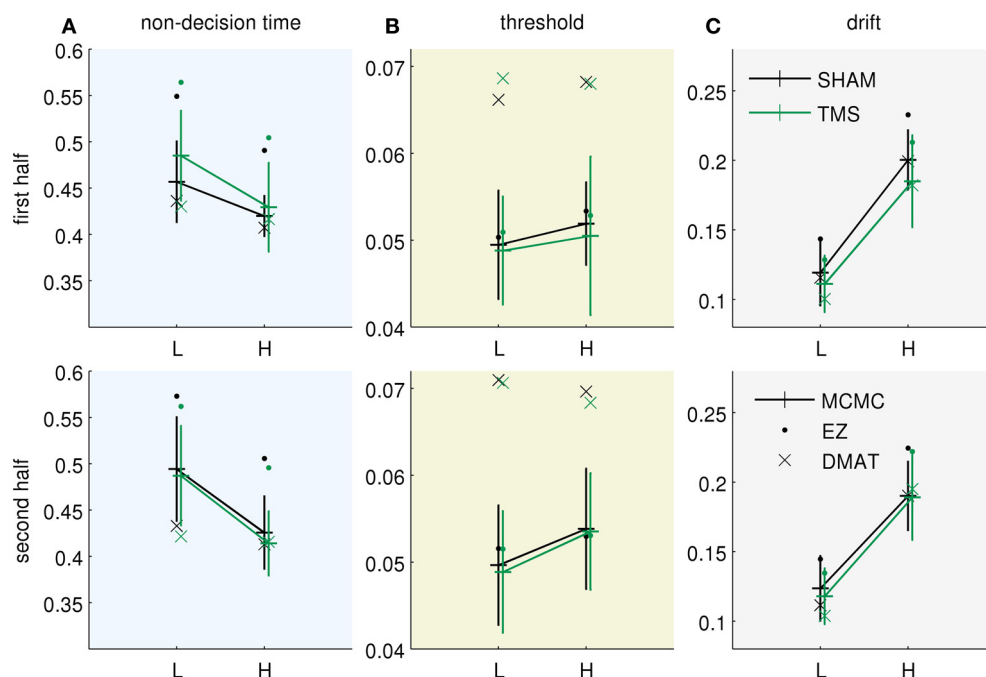 A non-decision time B threshold C drift
first half
0.6
0.55
0.5
0.45
0.4
0.35
L H
0.07
0.06
0.05
0.04
L H
0.25
0.2
0.15
0.1
L H
SHAM
TMS
second half
0.6
0.55
0.5
0.45
0.4
0.35
L H
0.07
0.06
0.05
0.04
L H
0.25
0.2
0.15
0.1
L H
MCMC
EZ
DMAT